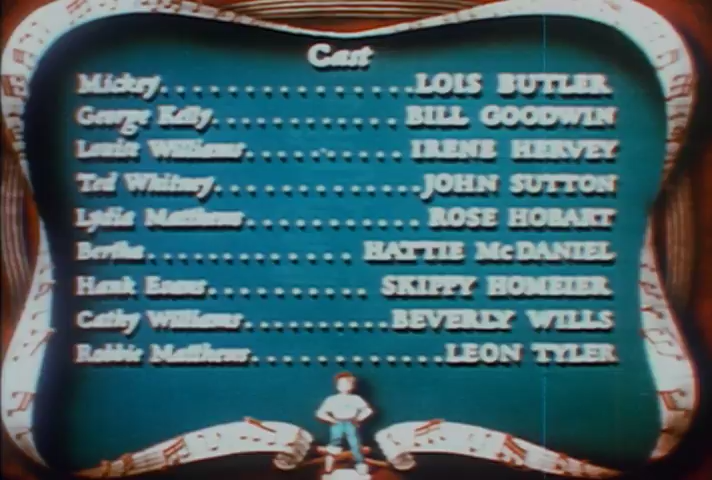 Cast
Mickey...............LOIS BUTLER
George Kelly............BILL GOODWIN
Louise Williams..........IRENE HERVEY
Ted Whitney.............JOHN SUTTON
Lydia Matthews...........ROSE HOBART
Bertha.............HATTIE McDANIEL
Hank Evans..........SKIPPY HOMEIER
Cathy Williams.........BEVERLY WILLS
Robbie Matthews............LEON TYLER